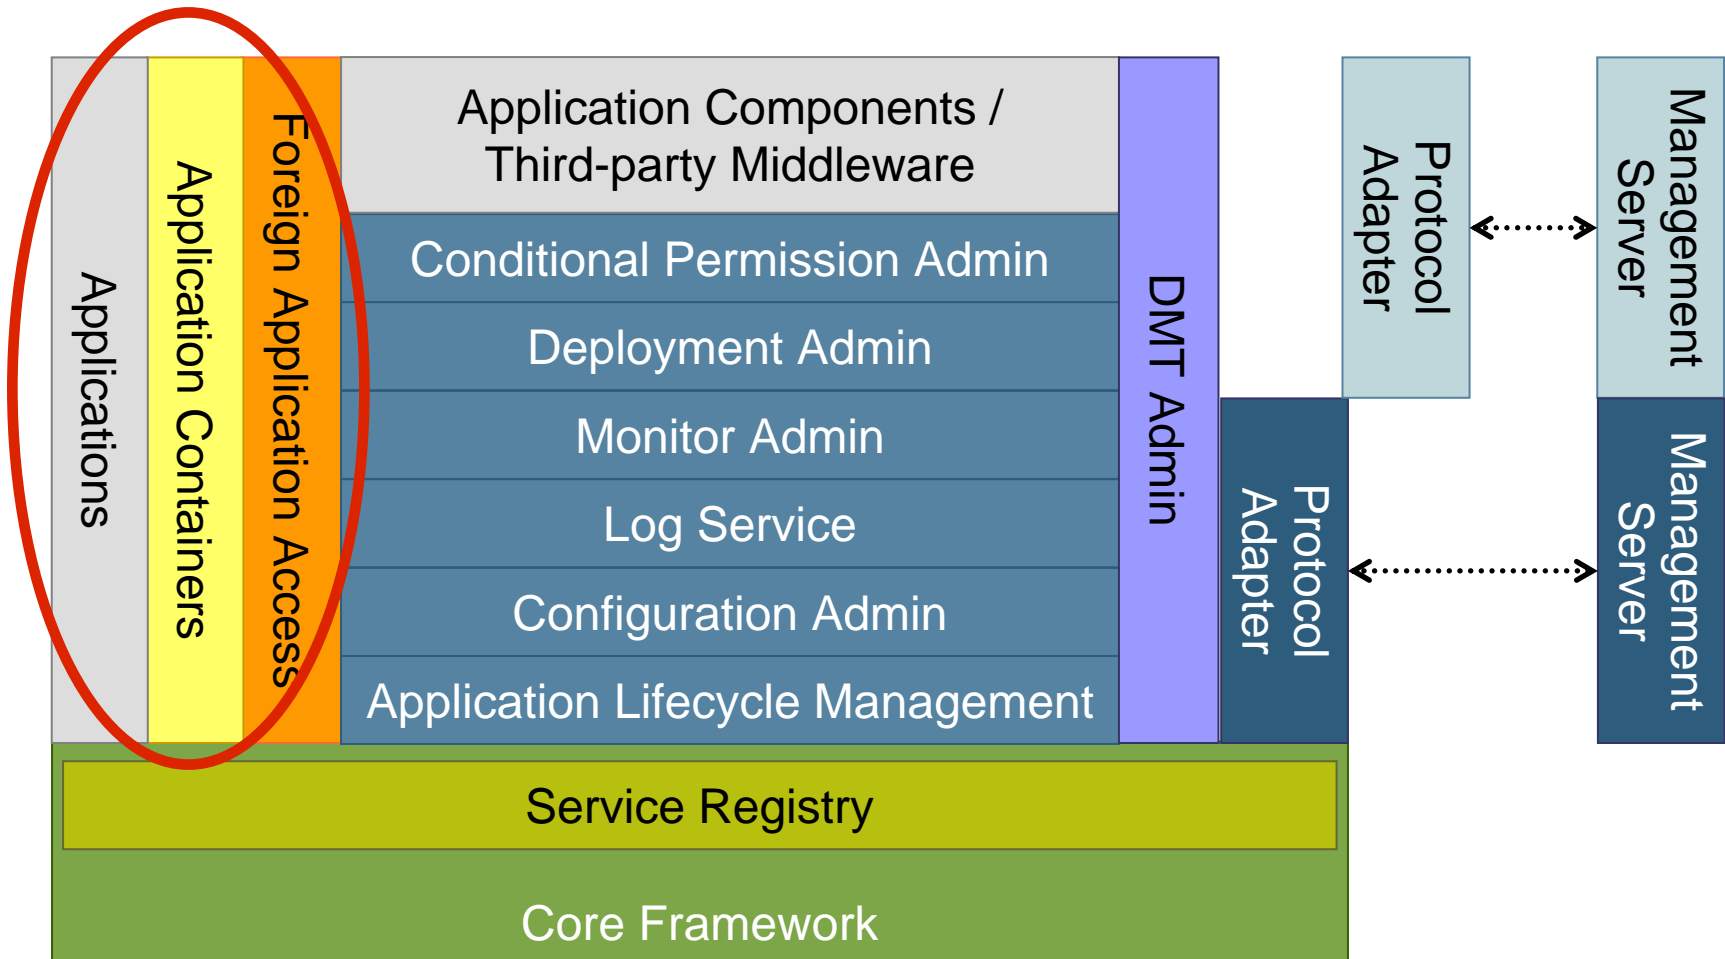 Applications
Application Containers
Foreign Application Access
Application Components /
Third-party Middleware
Conditional Permission Admin
Deployment Admin
Monitor Admin
Log Service
Configuration Admin
Application Lifecycle Management
DMT Admin
Protocol
Adapter
Management
Server
Protocol
Adapter
Management
Server
Service Registry
Core Framework